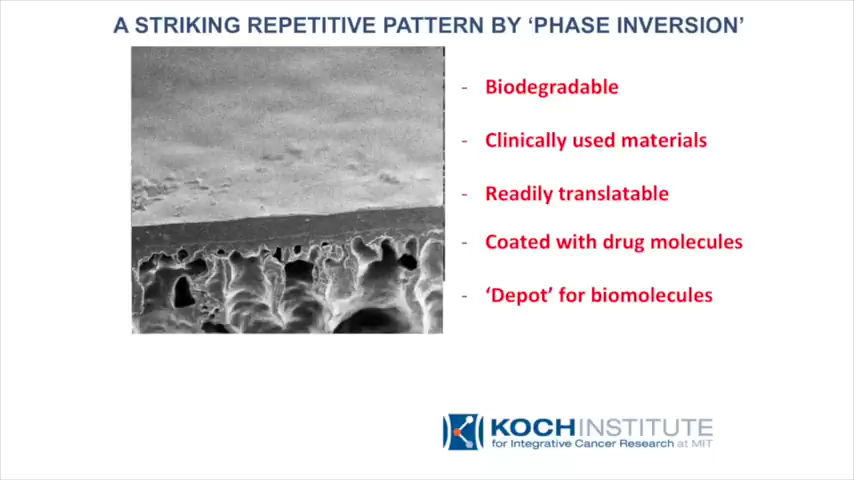 A STRIKING REPETITIVE PATTERN BY ‘PHASE INVERSION’
- Biodegradable
- Clinically used materials
- Readily translatable
- Coated with drug molecules
- ‘Depot’ for biomolecules
KOCH INSTITUTE
for Integrative Cancer Research at MIT